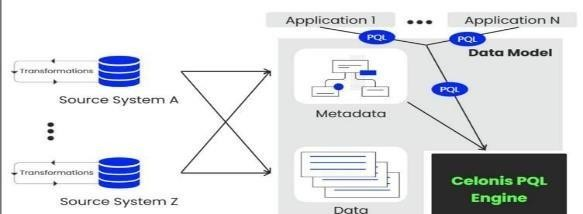 Application 1 ••• Application N
PQL PQL
Data Model
Transformations
PQL
Source System A
Metadata
Transformations
Celonis PQL
Engine
Source System Z
Data